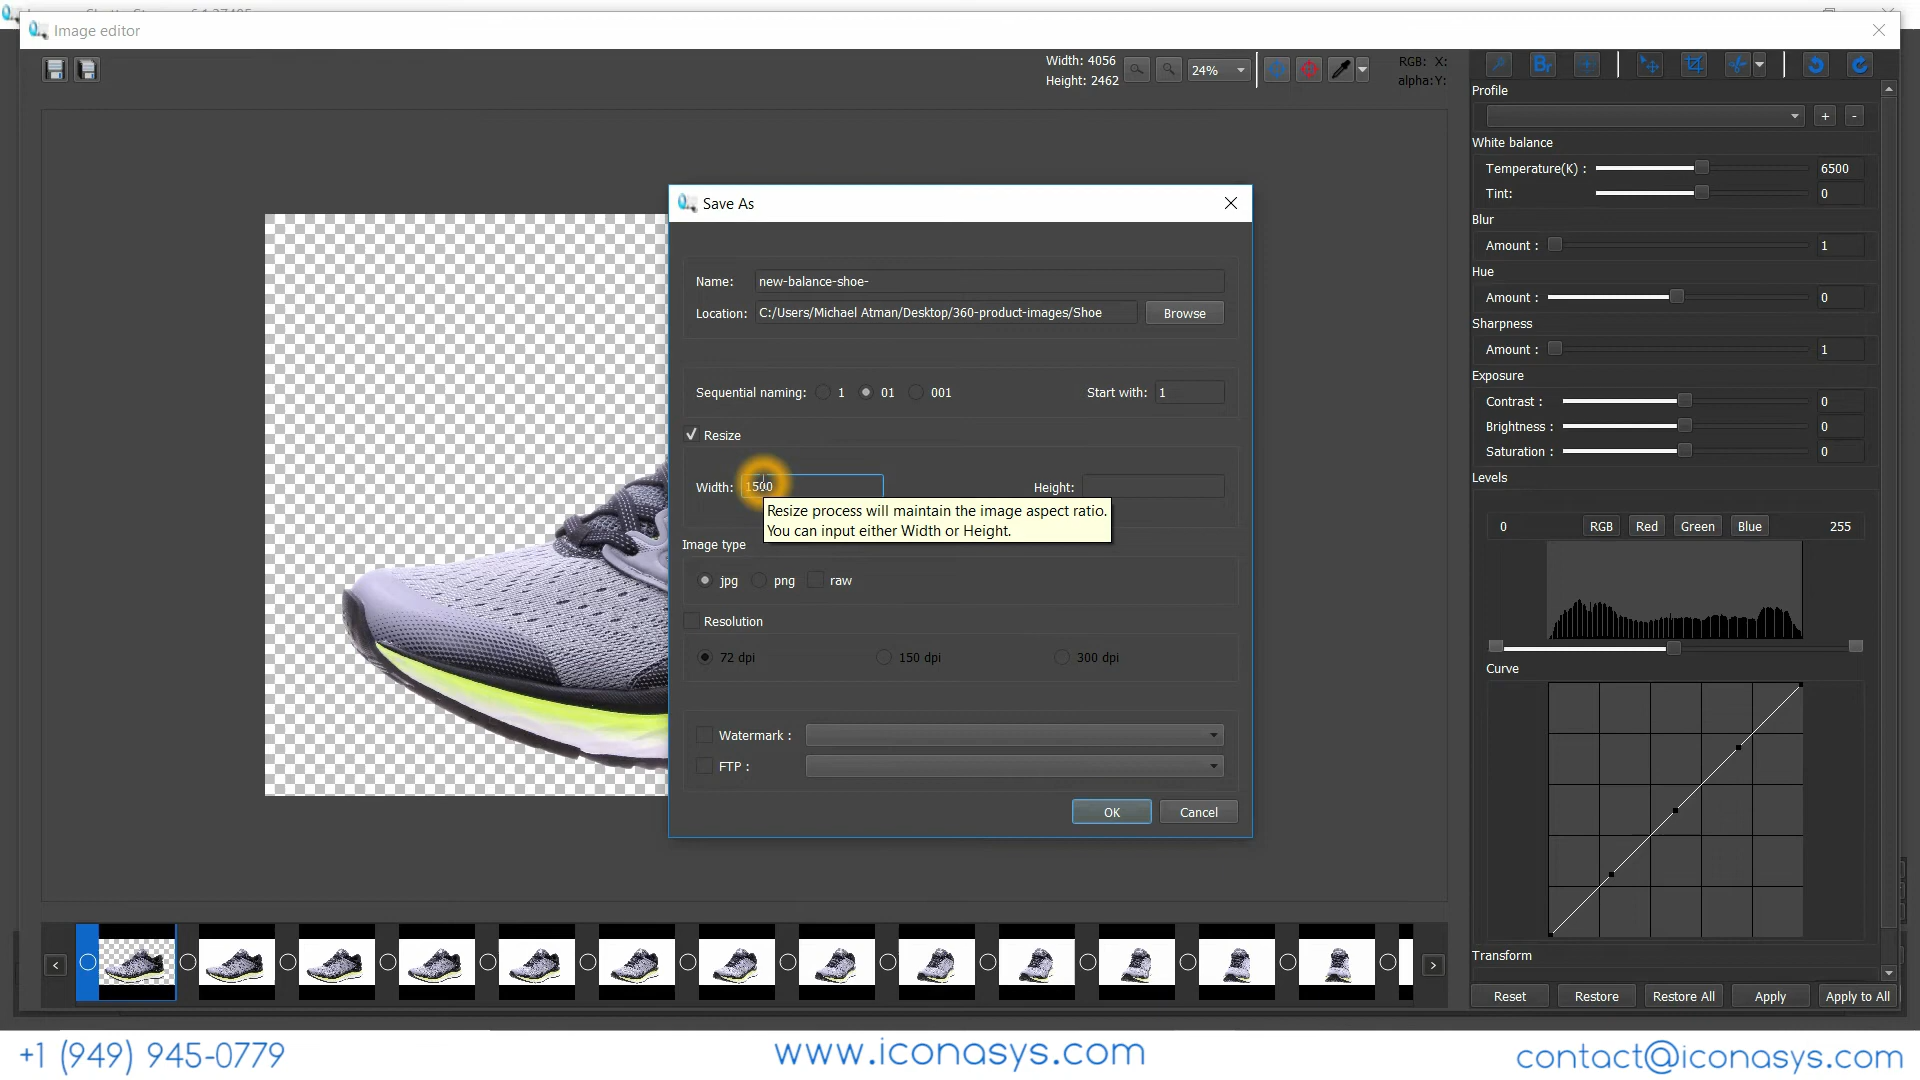 Image editor
Width: 4056
Height: 2462
24%
RGB: X:
alpha:Y:
Br
Profile
+ -
White balance
Temperature(K) : 6500
Tint: 0
Blur
Amount : 1
Hue
Amount : 0
Sharpness
Amount : 1
Exposure
Contrast : 0
Brightness : 0
Saturation : 0
Levels
0 RGB Red Green Blue 255
Curve
Transform
Reset Restore Restore All Apply Apply to All
Save As
Name: new-balance-shoe-
Location: C:/Users/Michael Atman/Desktop/360-product-images/Shoe Browse
Sequential naming: 1 01 001 Start with: 1
Resize
Width: 1500 Height:
Resize process will maintain the image aspect ratio.
You can input either Width or Height.
Image type
jpg png raw
Resolution
72 dpi 150 dpi 300 dpi
Watermark :
FTP :
OK Cancel
< >
+1 (949) 945-0779
www.iconasys.com
contact@iconasys.com